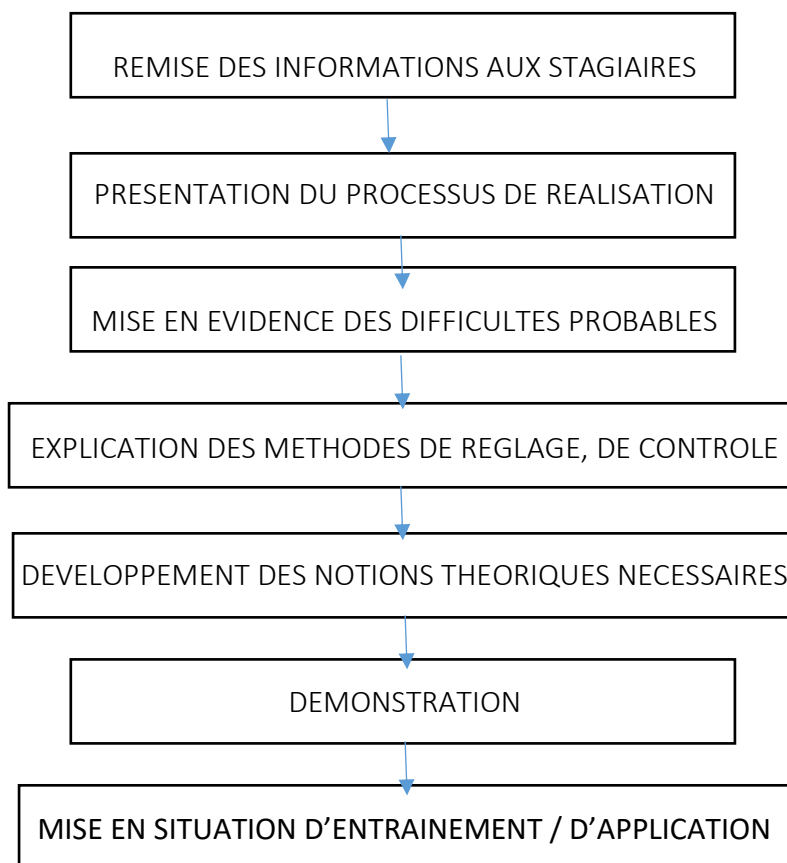 REMISE DES INFORMATIONS AUX STAGIAIRES
PRESENTATION DU PROCESSUS DE REALISATION
MISE EN EVIDENCE DES DIFFICULTES PROBABLES
EXPLICATION DES METHODES DE REGLAGE, DE CONTROLE
DEVELOPPEMENT DES NOTIONS THEORIQUES NECESSAIRES
DEMONSTRATION
MISE EN SITUATION D’ENTRAINEMENT / D’APPLICATION